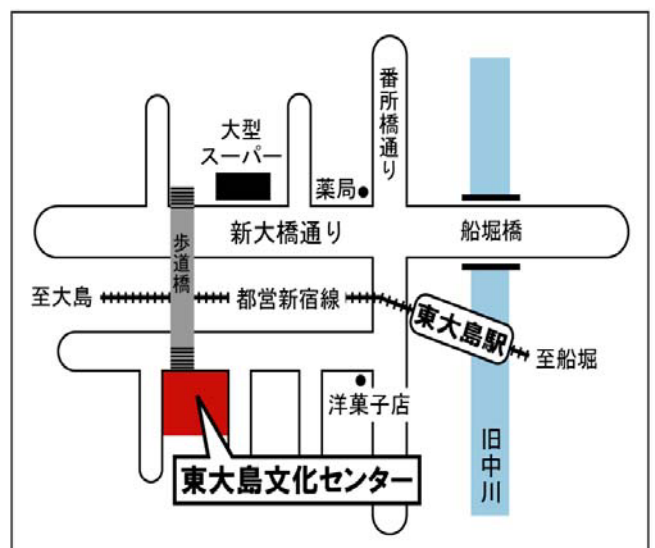 番所橋通り
大型
スーパー
薬局
新大橋通り
船堀橋
歩道橋
至大島
都営新宿線
東大島駅
至船堀
洋菓子店
旧中川
東大島文化センター